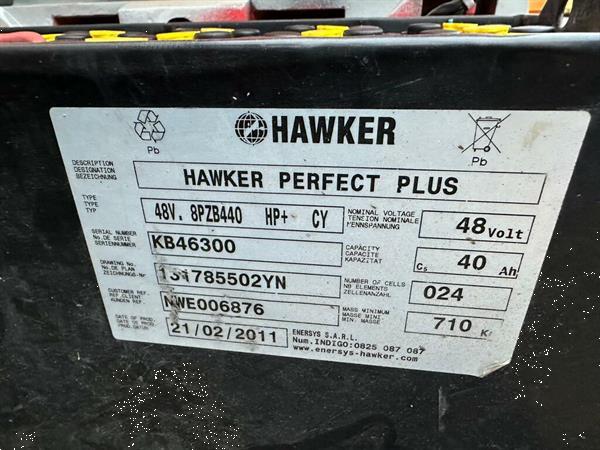 Pb
HAWKER
Pb
DESCRIPTION
DESIGNATION
BEZEICHNUNG
HAWKER PERFECT PLUS
TYPE
TYPE
TYP
48V. 8PZB440 HP+ CY
NOMINAL VOLTAGE
TENSION NOMINALE
NENNSPANNUNG
48 Volt
SERIAL NUMBER
No.DE SERIE
SERIENNUMMER
KB46300
CAPACITY
CAPACITE
KAPAZITAT
C5
40 Ah
DRAWING No.
No.DE PLAN
ZEICHNUNGS-Nr
131785502YN
NUMBER OF CELLS
NB ELEMENTS
ZELLENANZAHL
024
CUSTOMER REF.
REF.CLIENT
KUNDEN REF.
NWE006876
MASS MINIMUM
MASSE MINI
MIN. MASSE
710 Kg
DATE OF PROD.
DATE DE PROD.
PROD. DATUM
21/02/2011
ENERSYS S.A.R.L.
Num.INDIGO:0825 087 087
www.enersys-hawker.com